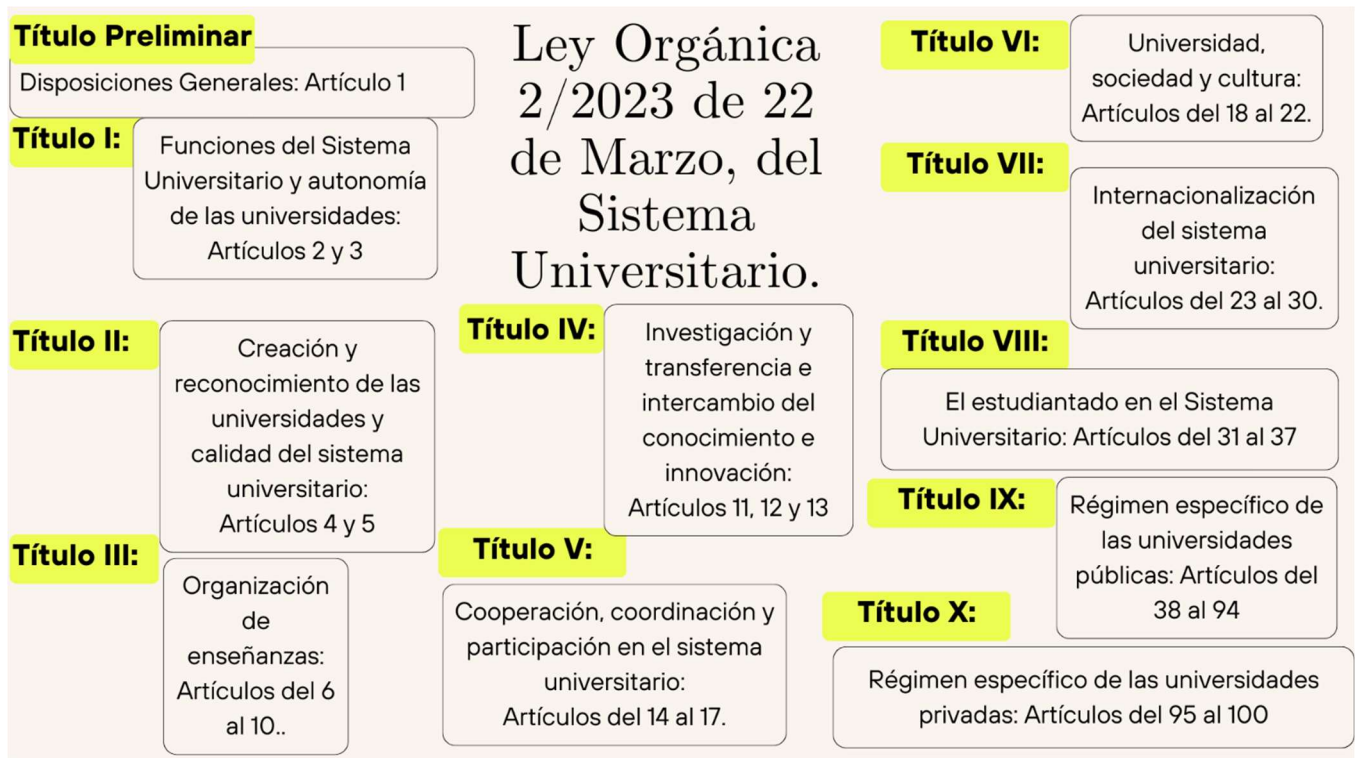 Título Preliminar
Disposiciones Generales: Artículo 1
Título I:
Funciones del Sistema
Universitario y autonomía
de las universidades:
Artículos 2 y 3
Título II:
Creación y
reconocimiento de las
universidades y
calidad del sistema
universitario:
Artículos 4 y 5
Título III:
Organización
de
enseñanzas:
Artículos del 6
al 10..
Ley Orgánica
2/2023 de 22
de Marzo, del
Sistema
Universitario.
Título IV:
Investigación y
transferencia e
intercambio del
conocimiento e
innovación:
Artículos 11, 12 y 13
Título V:
Cooperación, coordinación y
participación en el sistema
universitario:
Artículos del 14 al 17.
Título VI:
Universidad,
sociedad y cultura:
Artículos del 18 al 22.
Título VII:
Internacionalización
del sistema
universitario:
Artículos del 23 al 30.
Título VIII:
El estudiantado en el Sistema
Universitario: Artículos del 31 al 37
Título IX:
Régimen específico de
las universidades
públicas: Artículos del
38 al 94
Título X:
Régimen específico de las universidades
privadas: Artículos del 95 al 100